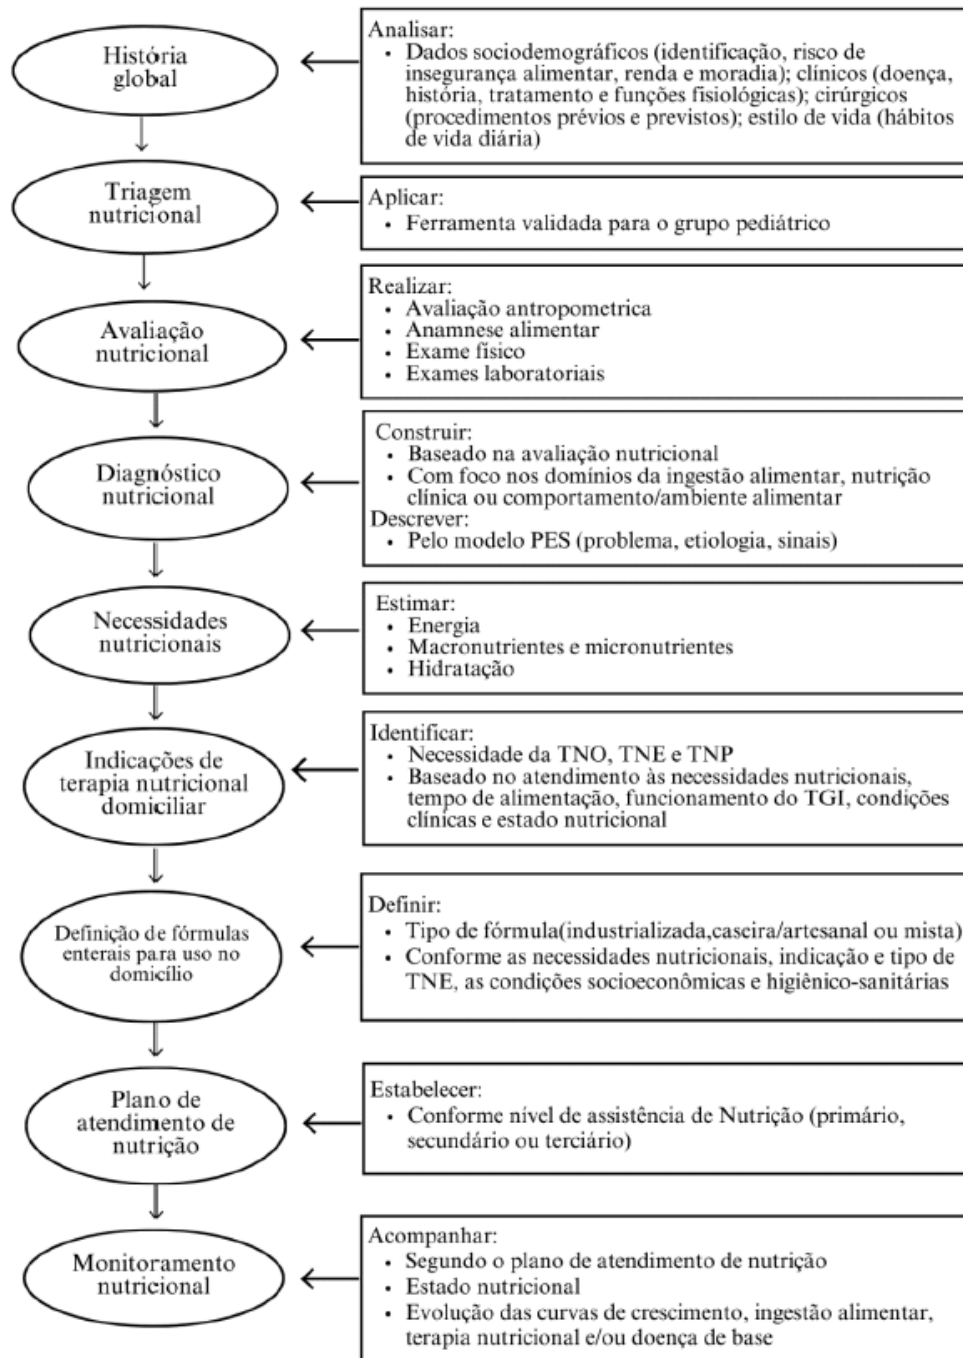 História
global
Analisar:
• Dados sociodemográficos (identificação, risco de
insegurança alimentar, renda e moradia); clínicos (doença,
história, tratamento e funções fisiológicas); cirúrgicos
(procedimentos prévios e previstos); estilo de vida (hábitos
de vida diária)
Triagem
nutricional
Aplicar:
• Ferramenta validada para o grupo pediátrico
Avaliação
nutricional
Realizar:
• Avaliação antropometrica
• Anamnese alimentar
• Exame físico
• Exames laboratoriais
Diagnóstico
nutricional
Construir:
• Baseado na avaliação nutricional
• Com foco nos domínios da ingestão alimentar, nutrição
clínica ou comportamento/ambiente alimentar
Descrever:
• Pelo modelo PES (problema, etiologia, sinais)
Necessidades
nutricionais
Estimar:
• Energia
• Macronutrientes e micronutrientes
• Hidratação
Indicações de
terapia nutricional
domiciliar
Identificar:
• Necessidade da TNO, TNE e TNP
• Baseado no atendimento às necessidades nutricionais,
tempo de alimentação, funcionamento do TGI, condições
clínicas e estado nutricional
Definição de fórmulas
enterais para uso no
domicílio
Definir:
• Tipo de fórmula(industrializada,caseira/artesanal ou mista)
• Conforme as necessidades nutricionais, indicação e tipo de
TNE, as condições socioeconômicas e higiênico-sanitárias
Plano de
atendimento de
nutrição
Estabelecer:
• Conforme nível de assistência de Nutrição (primário,
secundário ou terciário)
Monitoramento
nutricional
Acompanhar:
• Segundo o plano de atendimento de nutrição
• Estado nutricional
• Evolução das curvas de crescimento, ingestão alimentar,
terapia nutricional e/ou doença de base